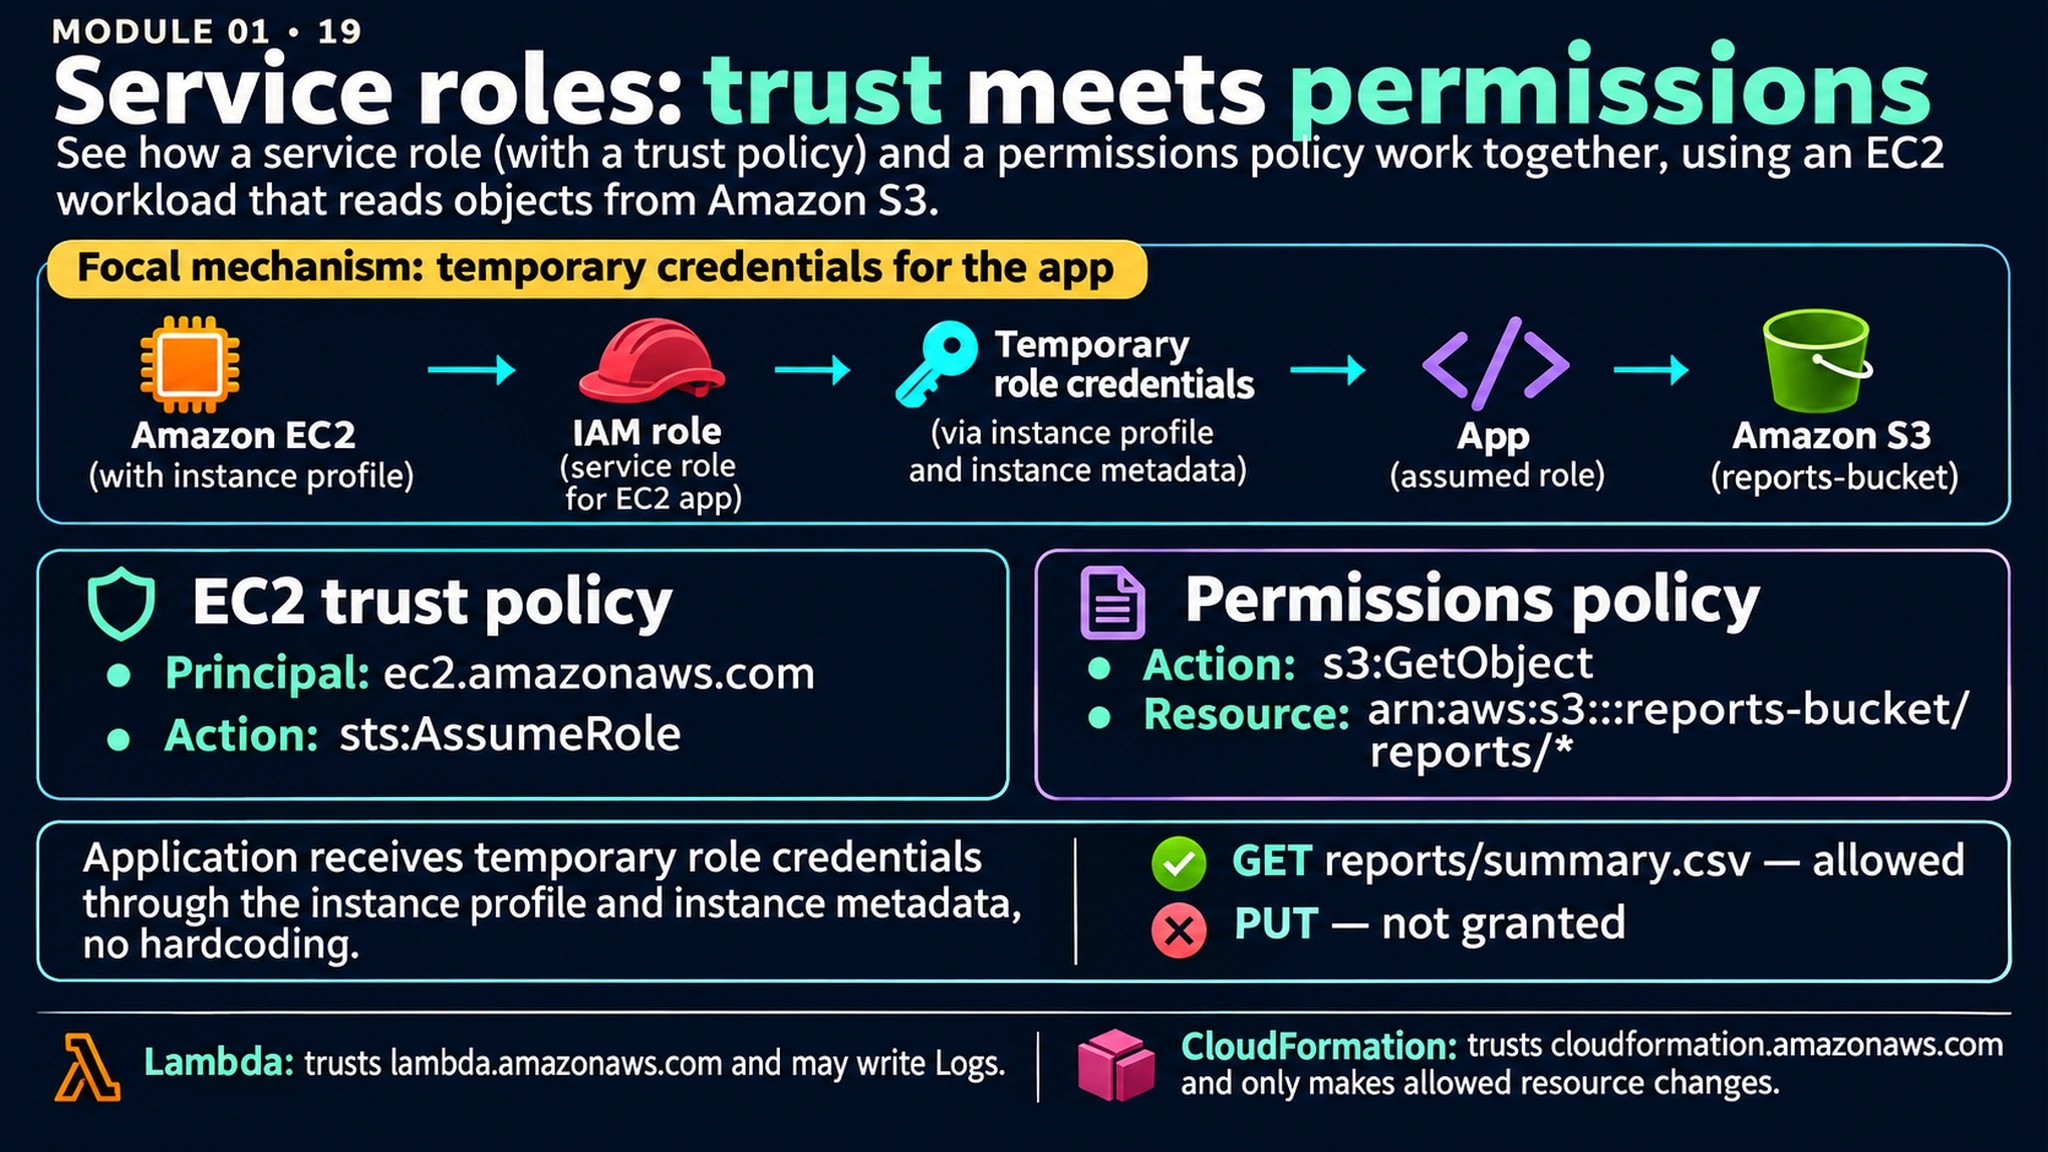 MODULE 01 • 19
Service roles: trust meets permissions
See how a service role (with a trust policy) and a permissions policy work together, using an EC2
workload that reads objects from Amazon S3.
Focal mechanism: temporary credentials for the app
Amazon EC2
(with instance profile)
IAM role
(service role
for EC2 app)
Temporary
role credentials
(via instance profile
and instance metadata)
App
(assumed role)
Amazon S3
(reports-bucket)
EC2 trust policy
• Principal: ec2.amazonaws.com
• Action: sts:AssumeRole
Permissions policy
• Action: s3:GetObject
• Resource: arn:aws:s3:::reports-bucket/
reports/*
Application receives temporary role credentials
through the instance profile and instance metadata,
no hardcoding.
GET reports/summary.csv — allowed
PUT — not granted
Lambda: trusts lambda.amazonaws.com and may write Logs.
CloudFormation: trusts cloudformation.amazonaws.com
and only makes allowed resource changes.